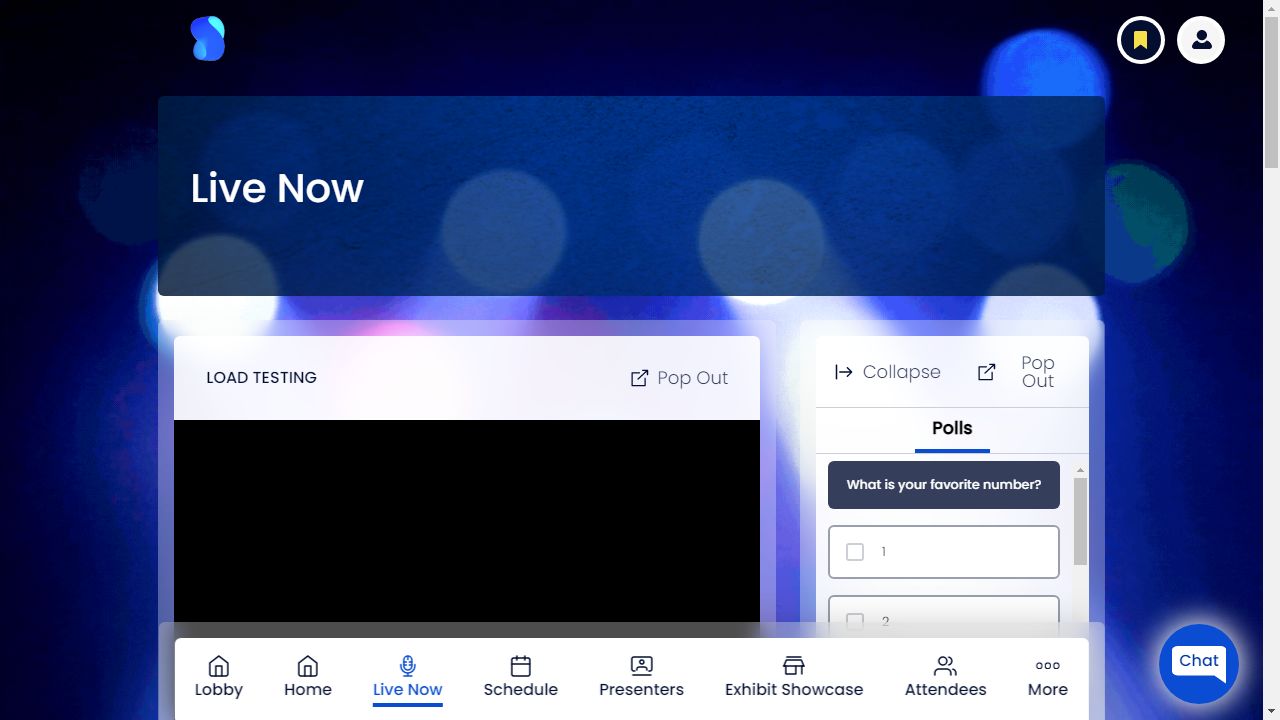 Live Now
LOAD TESTING
Pop Out
Collapse
Pop
Out
Polls
What is your favorite number?
1
2
Lobby
Home
Live Now
Schedule
Presenters
Exhibit Showcase
Attendees
More
Chat